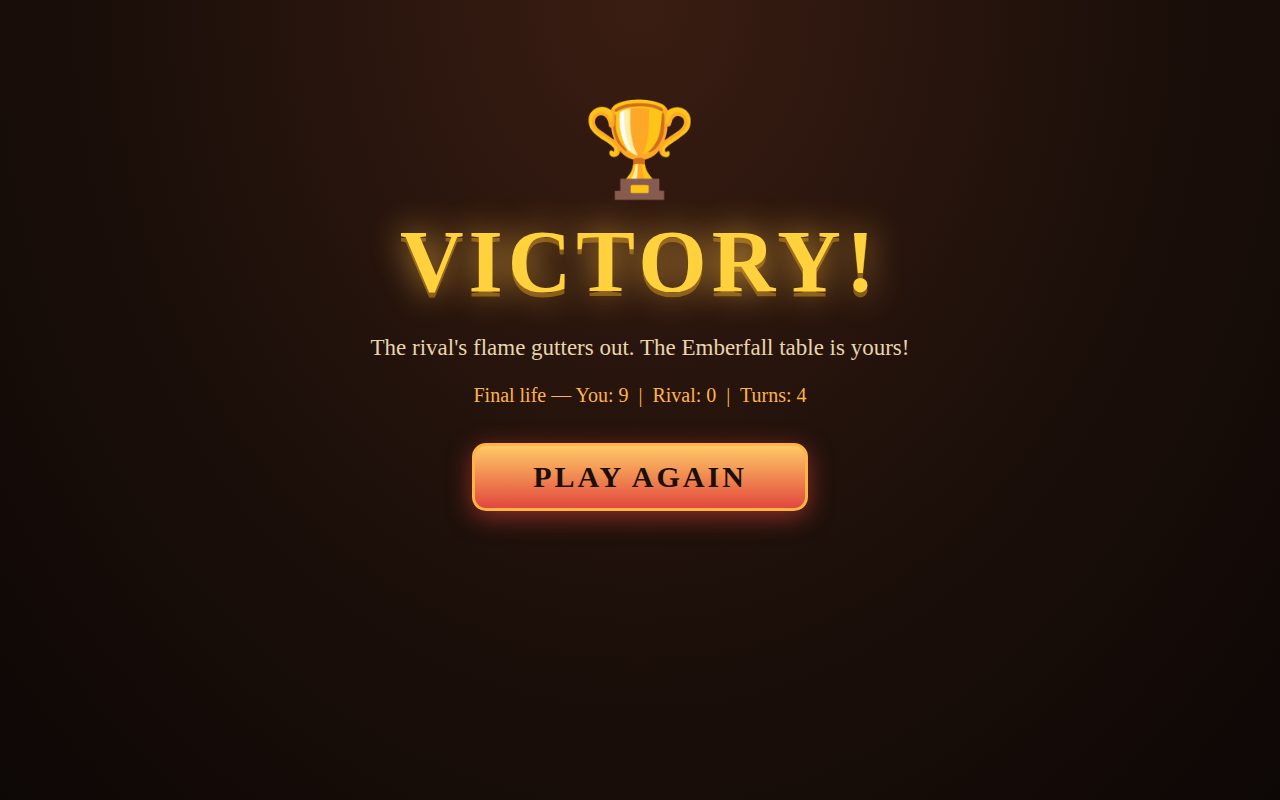 VICTORY!
The rival's flame gutters out. The Emberfall table is yours!
Final life — You: 9 | Rival: 0 | Turns: 4
PLAY AGAIN